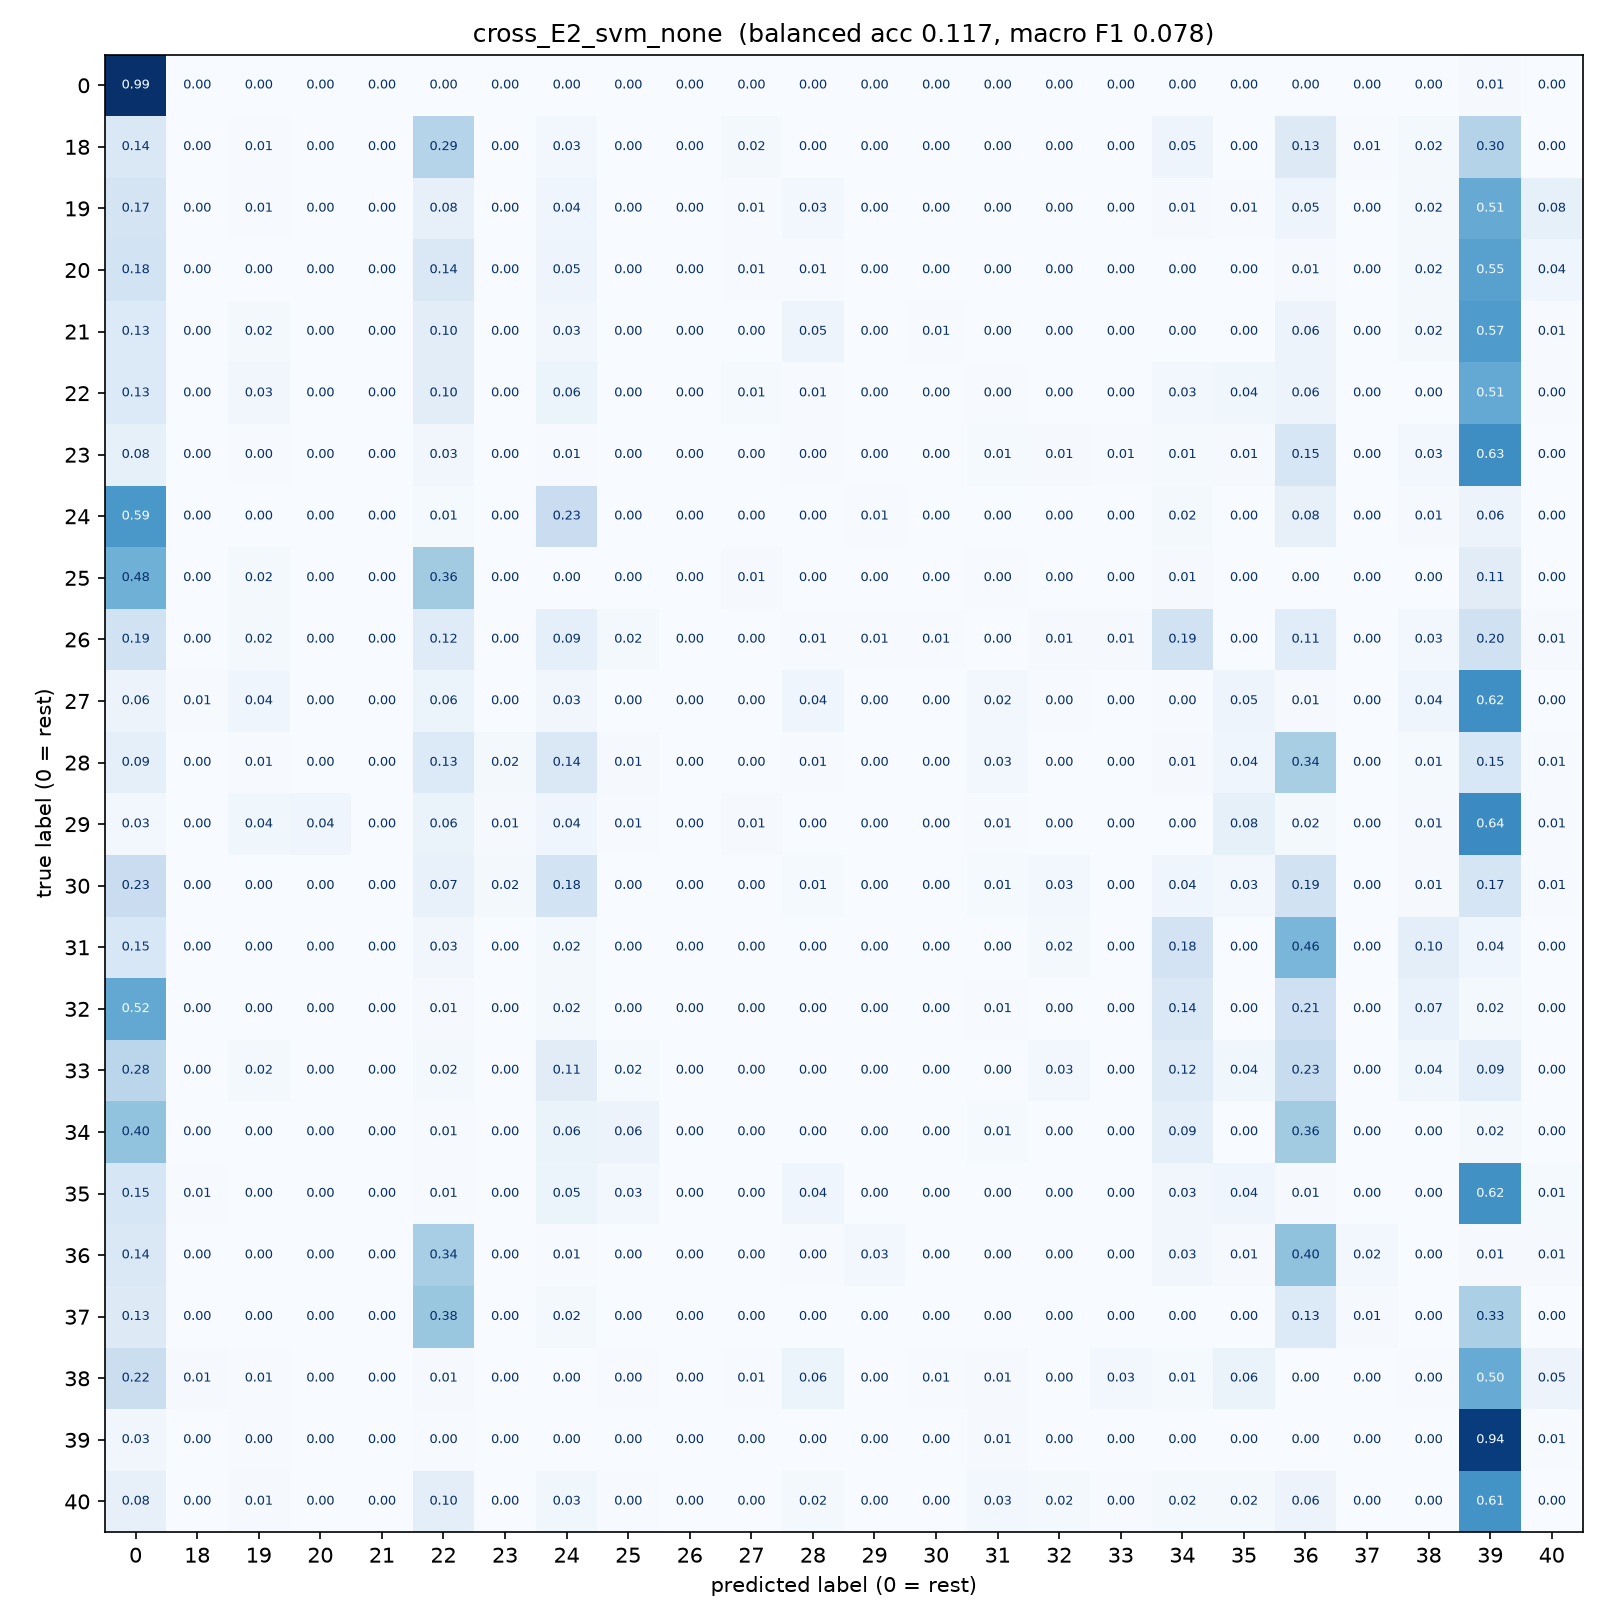 cross_E2_svm_none (balanced acc 0.117, macro F1 0.078)
0 0.99 0.00 0.00 0.00 0.00 0.00 0.00 0.00 0.00 0.00 0.00 0.00 0.00 0.00 0.00 0.00 0.00 0.00 0.00 0.00 0.00 0.00 0.01 0.00
18 0.14 0.00 0.01 0.00 0.00 0.29 0.00 0.03 0.00 0.00 0.02 0.00 0.00 0.00 0.00 0.00 0.00 0.05 0.00 0.13 0.01 0.02 0.30 0.00
19 0.17 0.00 0.01 0.00 0.00 0.08 0.00 0.04 0.00 0.00 0.01 0.03 0.00 0.00 0.00 0.00 0.00 0.01 0.01 0.05 0.00 0.02 0.51 0.08
20 0.18 0.00 0.00 0.00 0.00 0.14 0.00 0.05 0.00 0.00 0.01 0.01 0.00 0.00 0.00 0.00 0.00 0.00 0.00 0.01 0.00 0.02 0.55 0.04
21 0.13 0.00 0.02 0.00 0.00 0.10 0.00 0.03 0.00 0.00 0.00 0.05 0.00 0.01 0.00 0.00 0.00 0.00 0.00 0.06 0.00 0.02 0.57 0.01
22 0.13 0.00 0.03 0.00 0.00 0.10 0.00 0.06 0.00 0.00 0.01 0.01 0.00 0.00 0.00 0.00 0.00 0.03 0.04 0.06 0.00 0.00 0.51 0.00
23 0.08 0.00 0.00 0.00 0.00 0.03 0.00 0.01 0.00 0.00 0.00 0.00 0.00 0.00 0.01 0.01 0.01 0.01 0.01 0.15 0.00 0.03 0.63 0.00
24 0.59 0.00 0.00 0.00 0.00 0.01 0.00 0.23 0.00 0.00 0.00 0.00 0.01 0.00 0.00 0.00 0.00 0.02 0.00 0.08 0.00 0.01 0.06 0.00
25 0.48 0.00 0.02 0.00 0.00 0.36 0.00 0.00 0.00 0.00 0.01 0.00 0.00 0.00 0.00 0.00 0.00 0.01 0.00 0.00 0.00 0.00 0.11 0.00
26 0.19 0.00 0.02 0.00 0.00 0.12 0.00 0.09 0.02 0.00 0.00 0.01 0.01 0.01 0.00 0.01 0.01 0.19 0.00 0.11 0.00 0.03 0.20 0.01
27 0.06 0.01 0.04 0.00 0.00 0.06 0.00 0.03 0.00 0.00 0.00 0.04 0.00 0.00 0.02 0.00 0.00 0.00 0.05 0.01 0.00 0.04 0.62 0.00
28 0.09 0.00 0.01 0.00 0.00 0.13 0.02 0.14 0.01 0.00 0.00 0.01 0.00 0.00 0.03 0.00 0.00 0.01 0.04 0.34 0.00 0.01 0.15 0.01
29 0.03 0.00 0.04 0.04 0.00 0.06 0.01 0.04 0.01 0.00 0.01 0.00 0.00 0.00 0.01 0.00 0.00 0.00 0.08 0.02 0.00 0.01 0.64 0.01
30 0.23 0.00 0.00 0.00 0.00 0.07 0.02 0.18 0.00 0.00 0.00 0.01 0.00 0.00 0.01 0.03 0.00 0.04 0.03 0.19 0.00 0.01 0.17 0.01
31 0.15 0.00 0.00 0.00 0.00 0.03 0.00 0.02 0.00 0.00 0.00 0.00 0.00 0.00 0.00 0.02 0.00 0.18 0.00 0.46 0.00 0.10 0.04 0.00
32 0.52 0.00 0.00 0.00 0.00 0.01 0.00 0.02 0.00 0.00 0.00 0.00 0.00 0.00 0.01 0.00 0.00 0.14 0.00 0.21 0.00 0.07 0.02 0.00
33 0.28 0.00 0.02 0.00 0.00 0.02 0.00 0.11 0.02 0.00 0.00 0.00 0.00 0.00 0.00 0.03 0.00 0.12 0.04 0.23 0.00 0.04 0.09 0.00
34 0.40 0.00 0.00 0.00 0.00 0.01 0.00 0.06 0.06 0.00 0.00 0.00 0.00 0.00 0.01 0.00 0.00 0.09 0.00 0.36 0.00 0.00 0.02 0.00
35 0.15 0.01 0.00 0.00 0.00 0.01 0.00 0.05 0.03 0.00 0.00 0.04 0.00 0.00 0.00 0.00 0.00 0.03 0.04 0.01 0.00 0.00 0.62 0.01
36 0.14 0.00 0.00 0.00 0.00 0.34 0.00 0.01 0.00 0.00 0.00 0.00 0.03 0.00 0.00 0.00 0.00 0.03 0.01 0.40 0.02 0.00 0.01 0.01
37 0.13 0.00 0.00 0.00 0.00 0.38 0.00 0.02 0.00 0.00 0.00 0.00 0.00 0.00 0.00 0.00 0.00 0.00 0.00 0.13 0.01 0.00 0.33 0.00
38 0.22 0.01 0.01 0.00 0.00 0.01 0.00 0.00 0.00 0.00 0.01 0.06 0.00 0.01 0.01 0.00 0.03 0.01 0.06 0.00 0.00 0.00 0.50 0.05
39 0.03 0.00 0.00 0.00 0.00 0.00 0.00 0.00 0.00 0.00 0.00 0.00 0.00 0.00 0.01 0.00 0.00 0.00 0.00 0.00 0.00 0.00 0.94 0.01
40 0.08 0.00 0.01 0.00 0.00 0.10 0.00 0.03 0.00 0.00 0.00 0.02 0.00 0.00 0.03 0.02 0.00 0.02 0.02 0.06 0.00 0.00 0.61 0.00
0 18 19 20 21 22 23 24 25 26 27 28 29 30 31 32 33 34 35 36 37 38 39 40
predicted label (0 = rest)
true label (0 = rest)